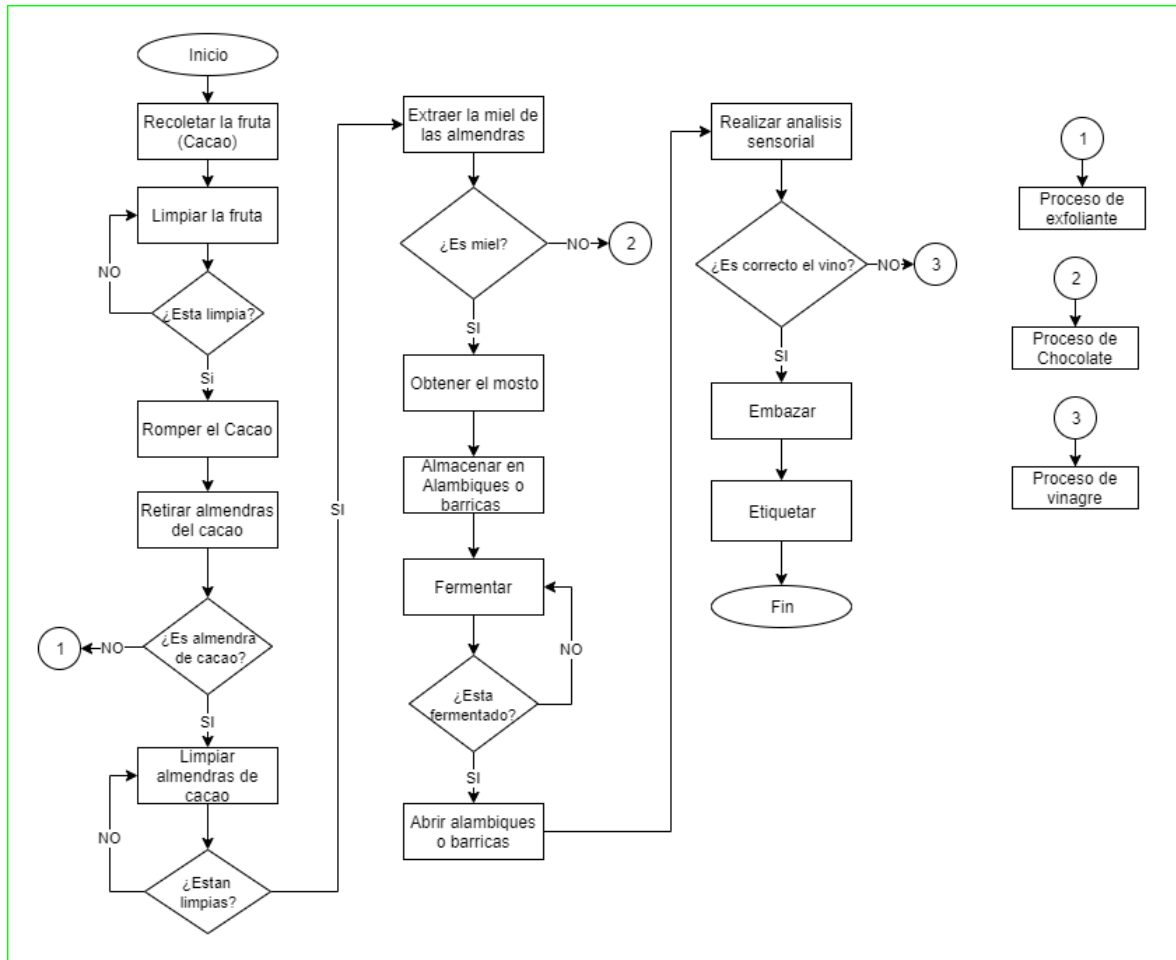 Inicio
Recoletar la fruta
(Cacao)
Limpiar la fruta
NO
¿Esta limpia?
Si
Romper el Cacao
Retirar almendras
del cacao
¿Es almendra
de cacao?
NO
1
SI
Limpiar
almendras de
cacao
NO
¿Estan
limpias?
SI
Extraer la miel de
las almendras
¿Es miel?
NO
2
SI
Obtener el mosto
Almacenar en
Alambiques o
barricas
Fermentar
NO
¿Esta
fermentado?
SI
Abrir alambiques
o barricas
Realizar analisis
sensorial
¿Es correcto el vino?
NO
3
SI
Embazar
Etiquetar
Fin
1
Proceso de
exfoliante
2
Proceso de
Chocolate
3
Proceso de
vinagre